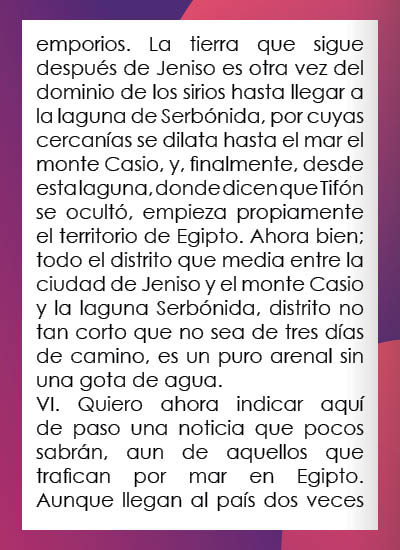 emporios. La tierra que sigue
después de Jeniso es otra vez del
dominio de los sirios hasta llegar a
la laguna de Serbónida, por cuyas
cercanías se dilata hasta el mar el
monte Casio, y, finalmente, desde
esta laguna, donde dicen que Tifón
se ocultó, empieza propiamente
el territorio de Egipto. Ahora bien;
todo el distrito que media entre la
ciudad de Jeniso y el monte Casio
y la laguna Serbónida, distrito no
tan corto que no sea de tres días
de camino, es un puro arenal sin
una gota de agua.
VI. Quiero ahora indicar aquí
de paso una noticia que pocos
sabrán, aun de aquellos que
trafican por mar en Egipto.
Aunque llegan al país dos veces